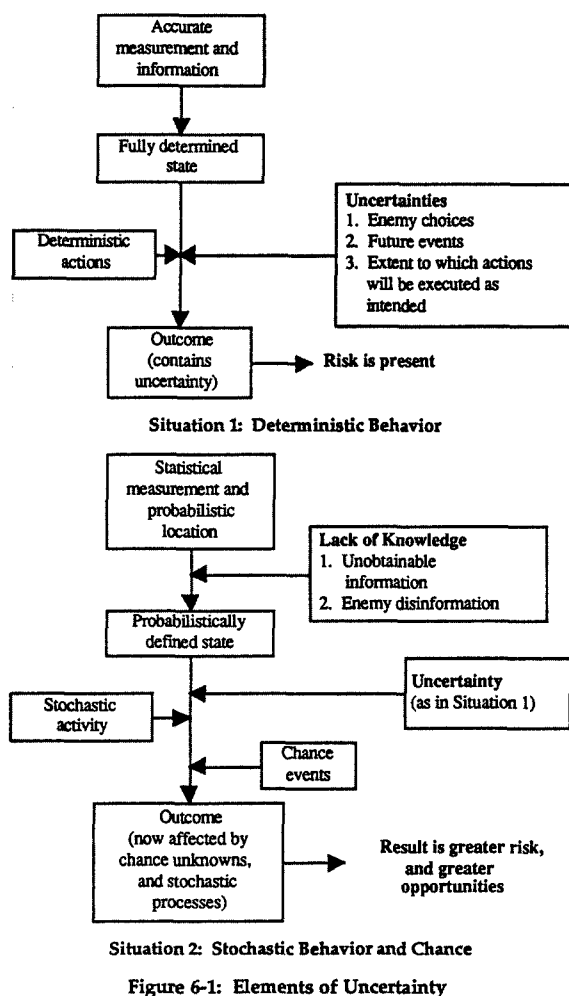 Accurate
measurement and
information
Fully determined
state
Deterministic
actions
Uncertainties
1. Enemy choices
2. Future events
3. Extent to which actions
will be executed as
intended
Outcome
(contains
uncertainty)
Risk is present
Situation 1: Deterministic Behavior
Statistical
measurement and
probabilistic
location
Lack of Knowledge
1. Unobtainable
information
2. Enemy disinformation
Probabilistically
defined state
Uncertainty
(as in Situation 1)
Stochastic
activity
Chance
events
Outcome
(now affected by
chance unknowns,
and stochastic
processes)
Result is greater risk,
and greater
opportunities
Situation 2: Stochastic Behavior and Chance
Figure 6-1: Elements of Uncertainty